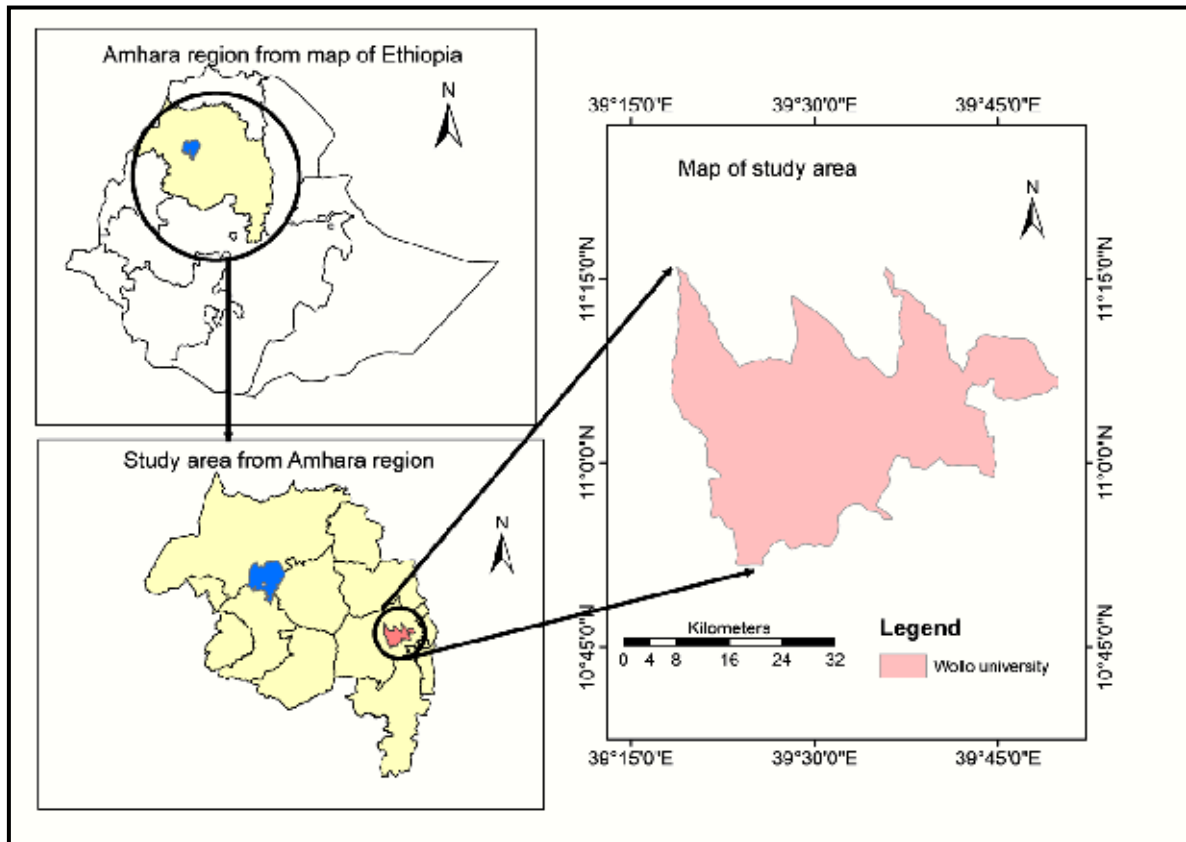 Amhara region from map of Ethiopia
N
Study area from Amhara region
N
39°15'0"E 39°30'0"E 39°45'0"E
Map of study area
N
11°15'0"N 11°15'0"N
11°0'0"N 11°0'0"N
10°45'0"N 10°45'0"N
Kilometers
0 4 8 16 24 32
Legend
Wollo university
39°15'0"E 39°30'0"E 39°45'0"E